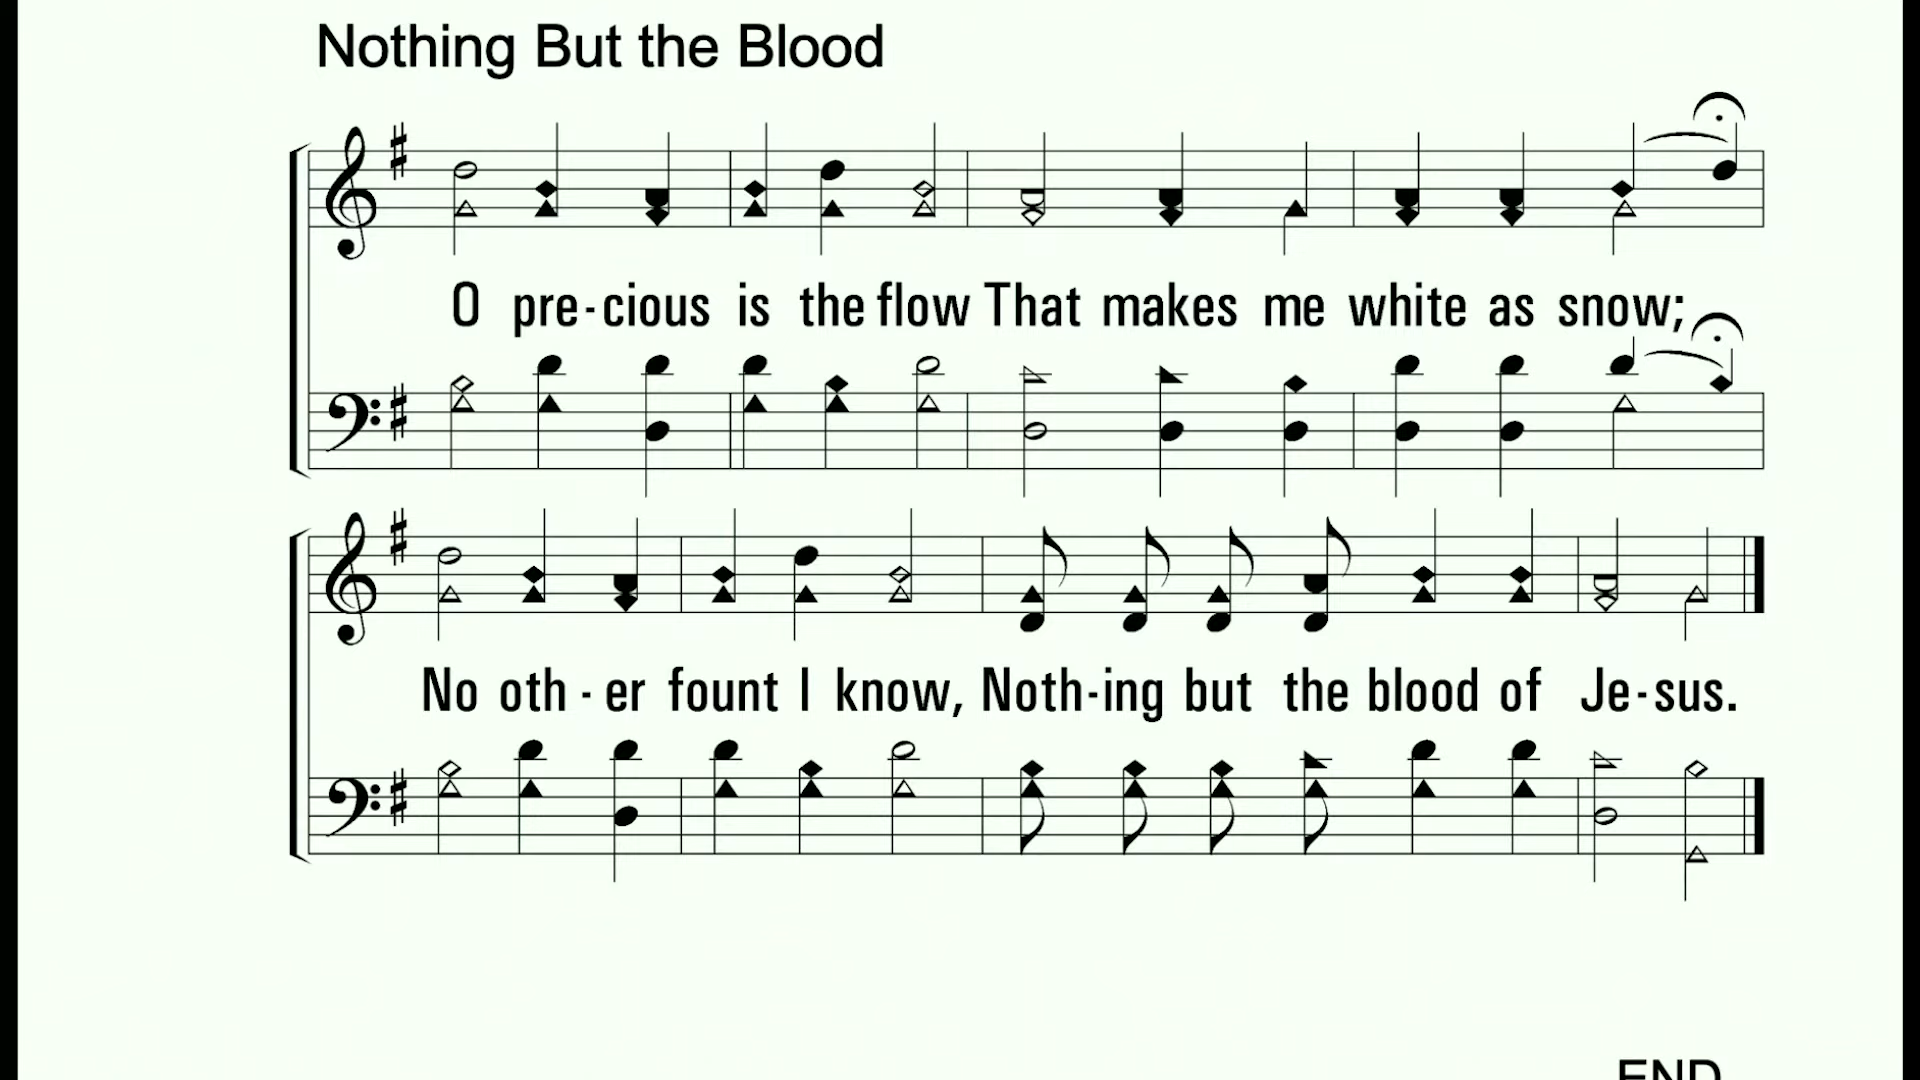 Nothing But the Blood
O pre-cious is the flow That makes me white as snow;
No oth - er fount I know, Noth-ing but the blood of Je-sus.
END